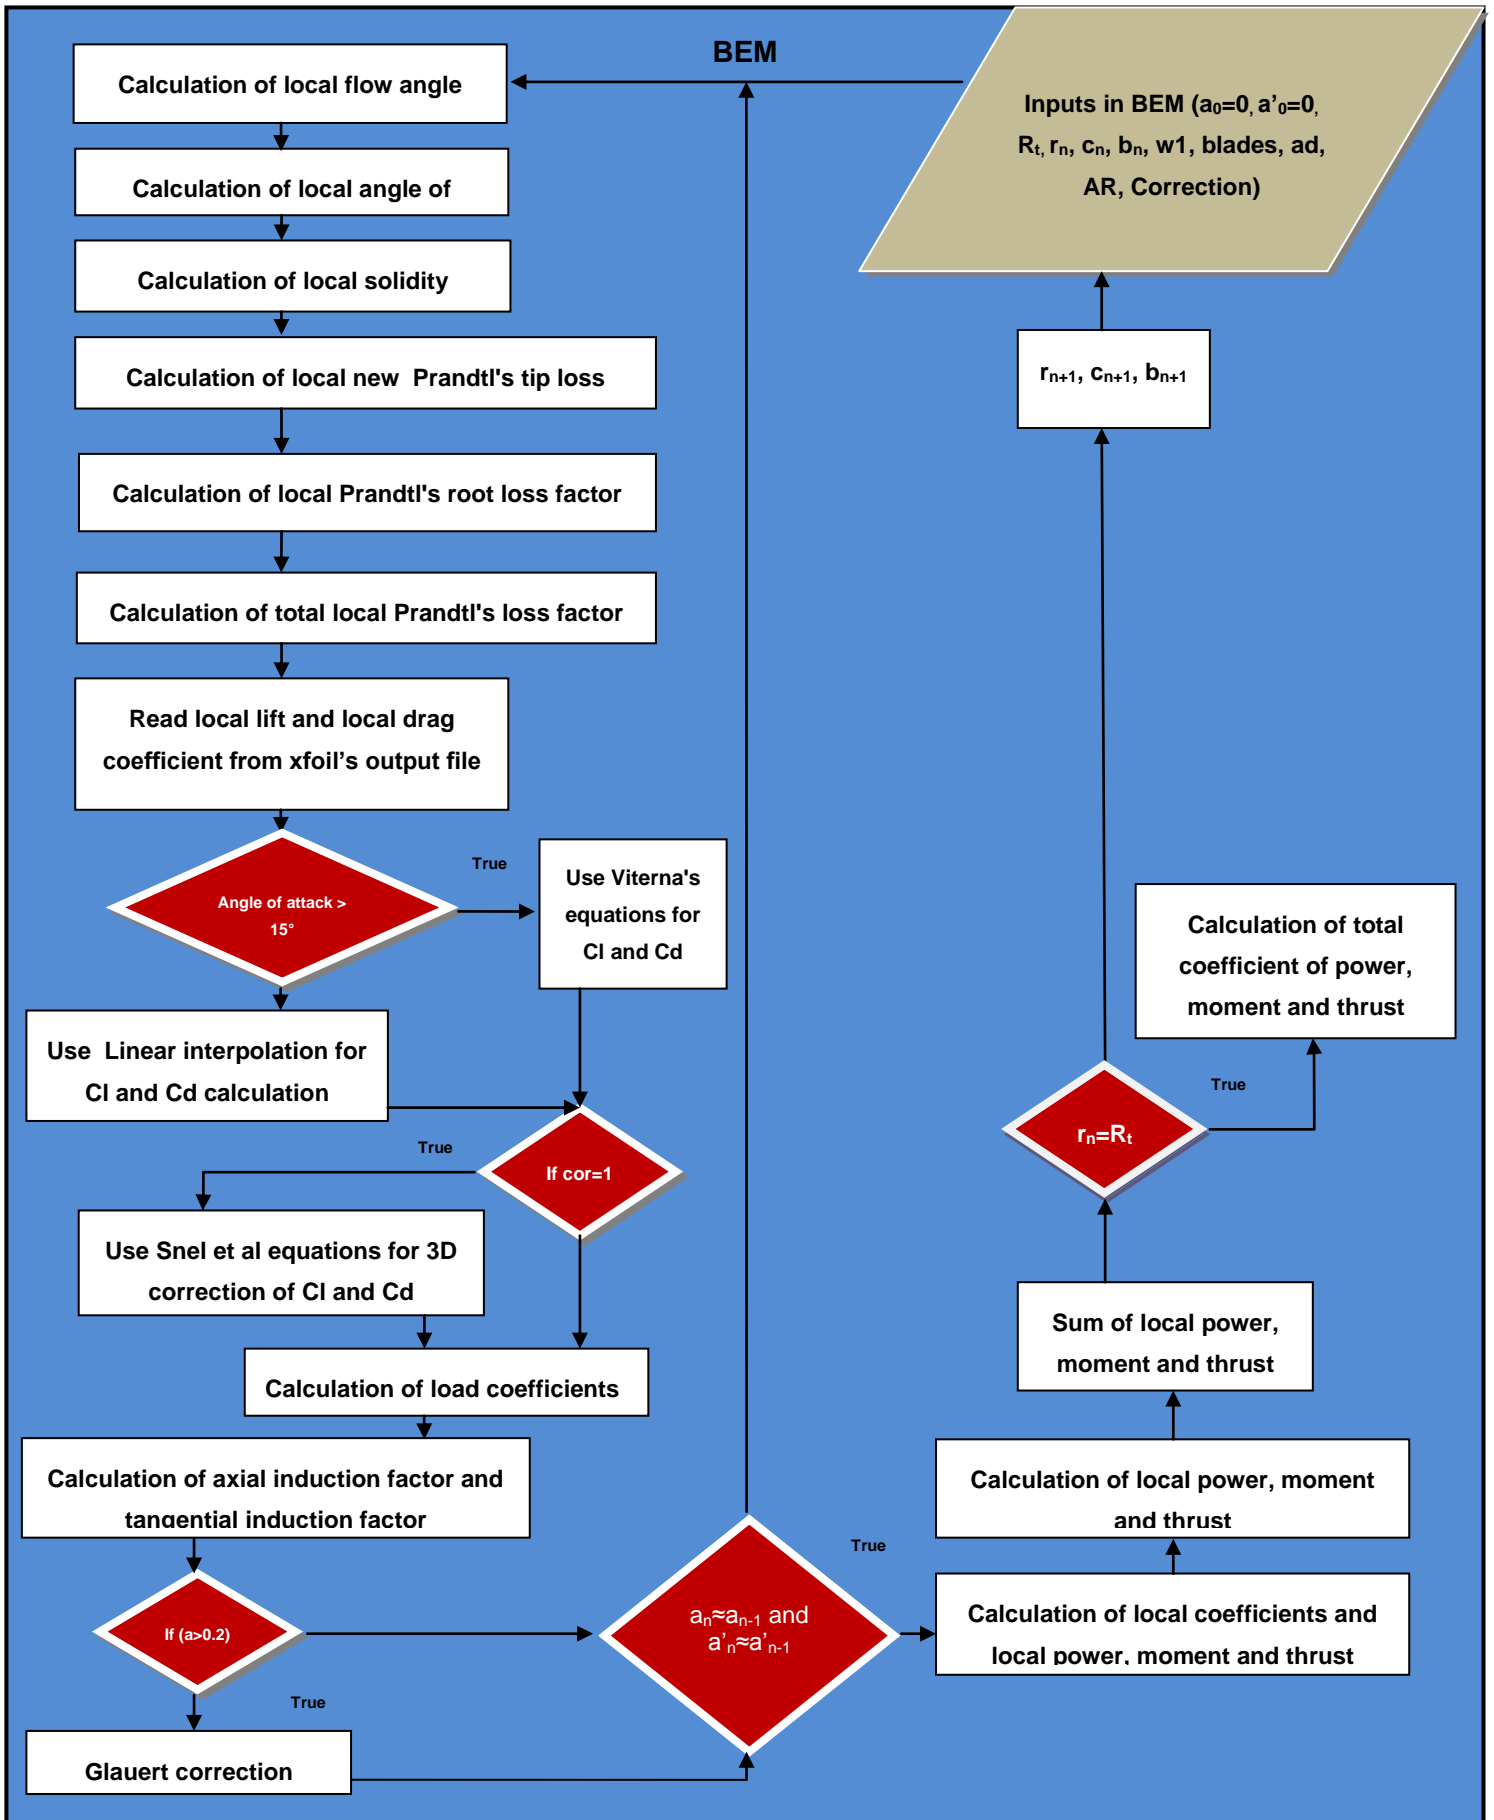 BEM
Inputs in BEM (a₀=0, a'₀=0,
Rₜ, rₙ, cₙ, bₙ, w1, blades, ad,
AR, Correction)
Calculation of local flow angle
Calculation of local angle of
Calculation of local solidity
Calculation of local new Prandtl's tip loss
Calculation of local Prandtl's root loss factor
Calculation of total local Prandtl's loss factor
Read local lift and local drag
coefficient from xfoil’s output file
Angle of attack >
15°
True
Use Viterna's
equations for
Cl and Cd
Use Linear interpolation for
Cl and Cd calculation
If cor=1
True
Use Snel et al equations for 3D
correction of Cl and Cd
Calculation of load coefficients
Calculation of axial induction factor and
tangential induction factor
If (a>0.2)
True
Glauert correction
aₙ≈aₙ₋₁ and
a’ₙ≈a’ₙ₋₁
True
Calculation of local coefficients and
local power, moment and thrust
Calculation of local power, moment
and thrust
Sum of local power,
moment and thrust
rₙ=Rₜ
True
Calculation of total
coefficient of power,
moment and thrust
rₙ₊₁, cₙ₊₁, bₙ₊₁